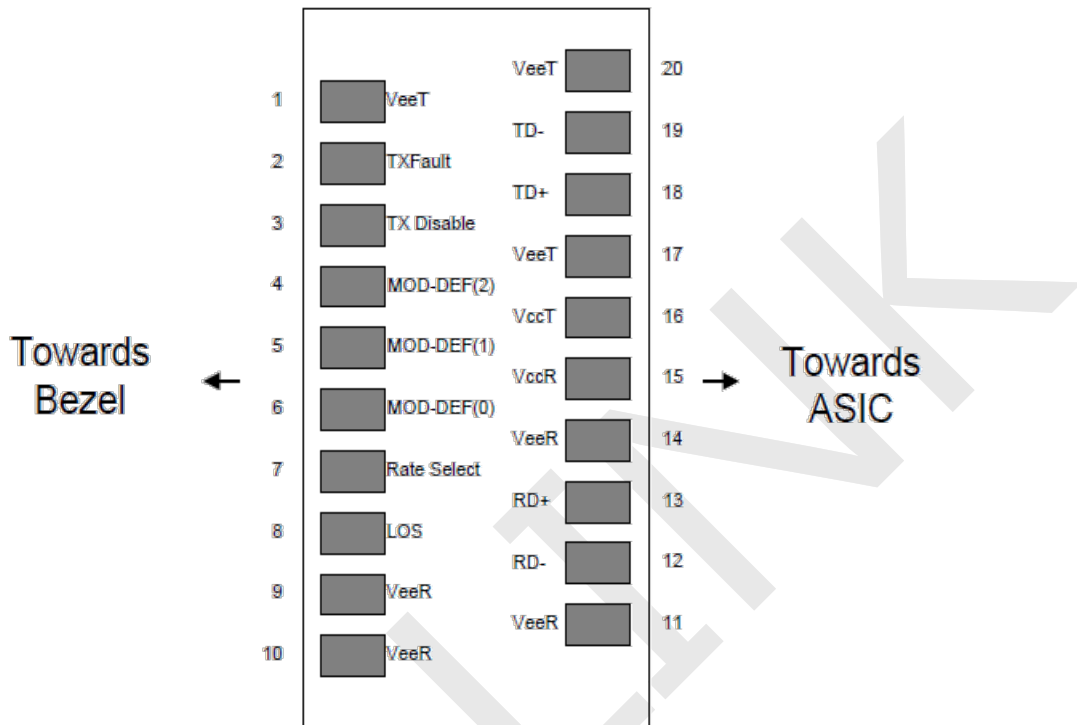 1 VeeT
2 TXFault
3 TX Disable
4 MOD-DEF(2)
5 MOD-DEF(1)
6 MOD-DEF(0)
7 Rate Select
8 LOS
9 VeeR
10 VeeR
VeeT 20
TD- 19
TD+ 18
VeeT 17
VccT 16
VccR 15
VeeR 14
RD+ 13
RD- 12
VeeR 11
Towards
Bezel
Towards
ASIC
LINK